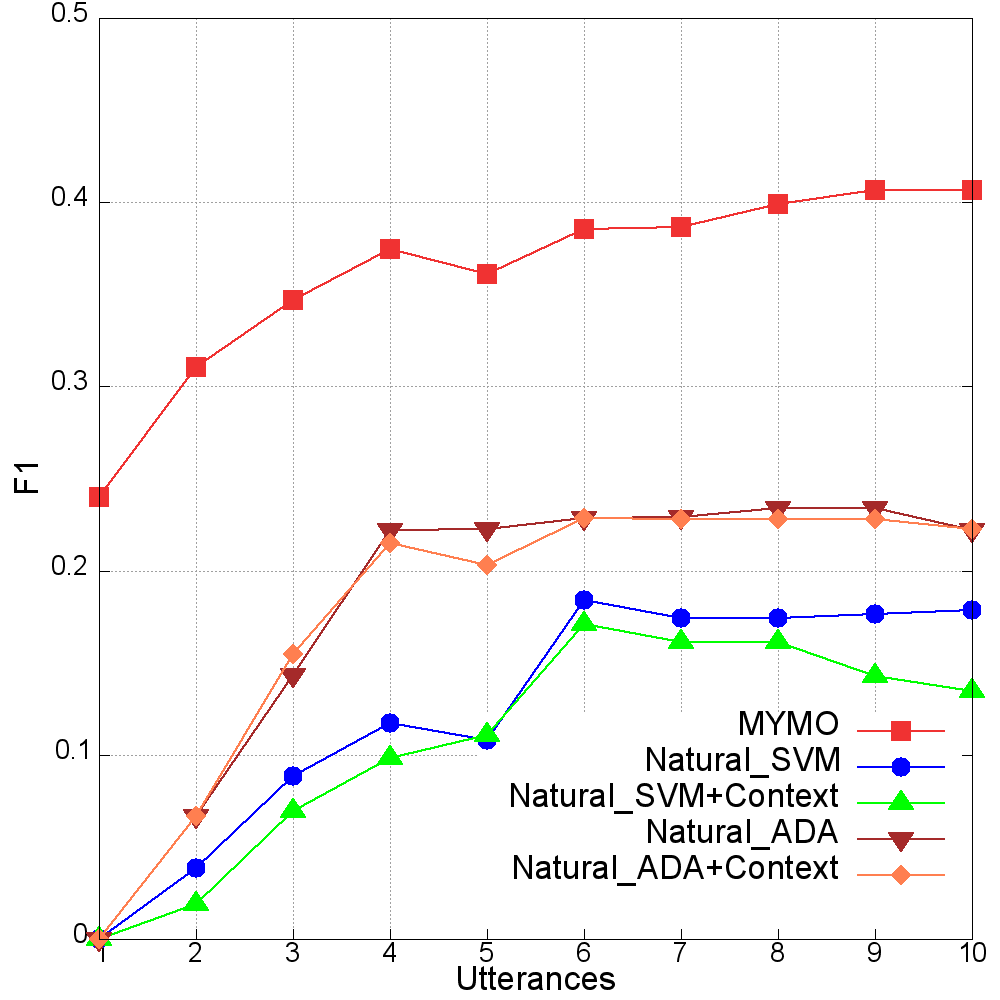 0.5
0.4
0.3
0.2
0.1
0
F1
MYMO
Natural_SVM
Natural_SVM+Context
Natural_ADA
Natural_ADA+Context
1 2 3 4 5 6 7 8 9 10
Utterances